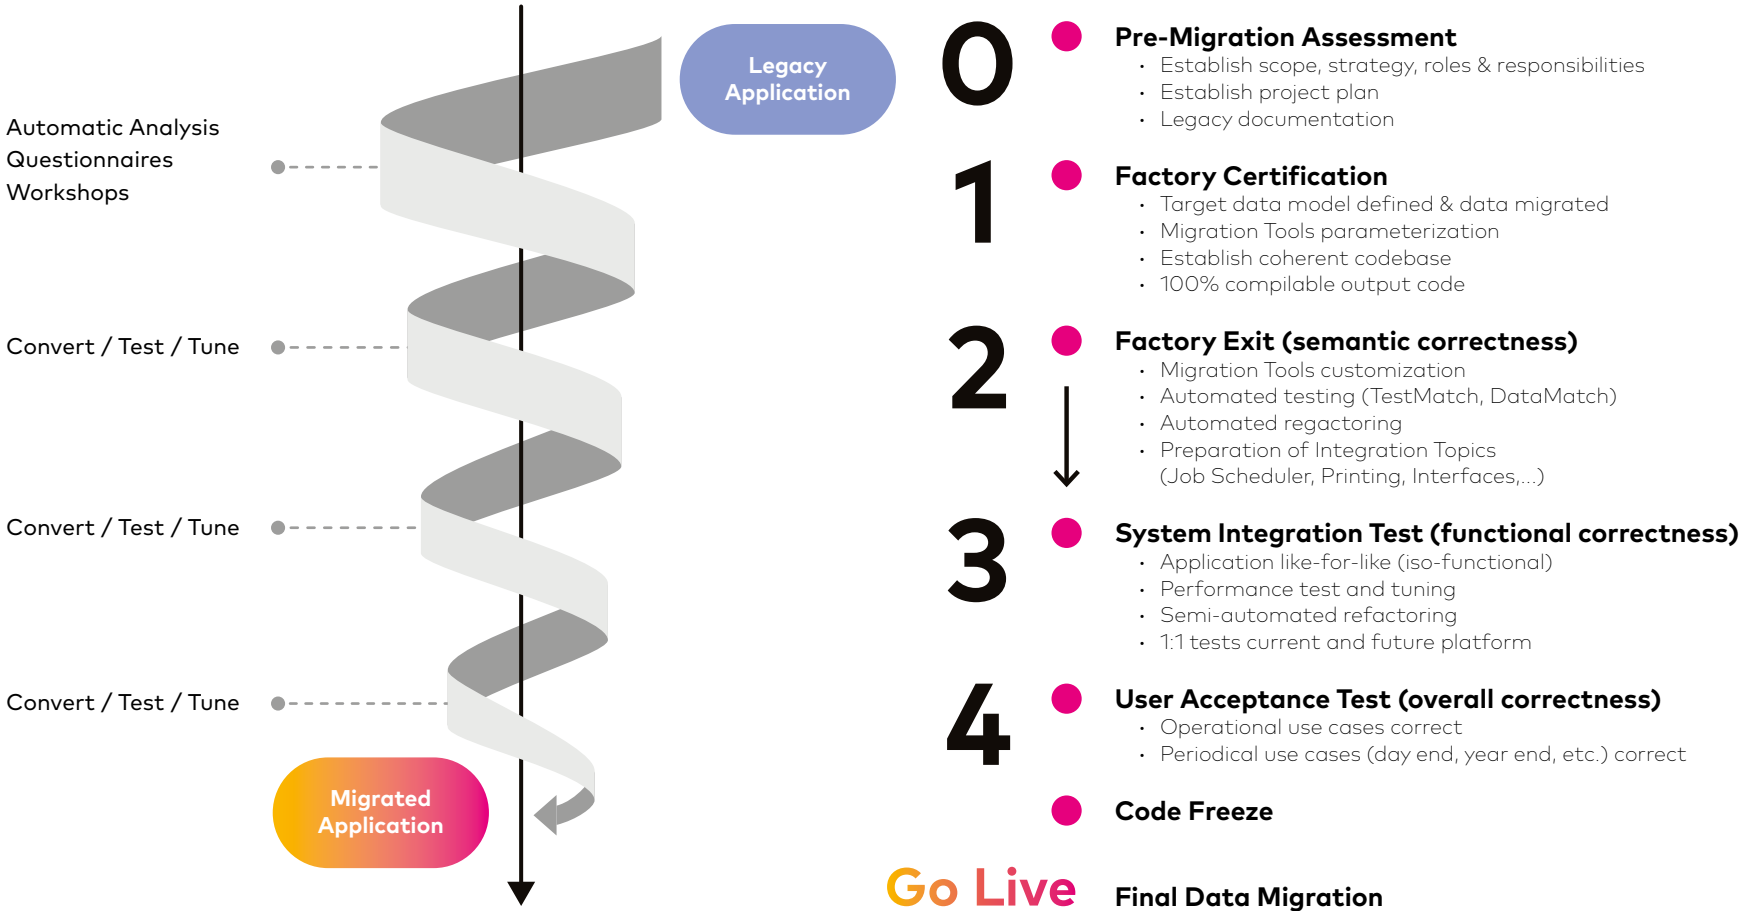 Legacy
Application
Automatic Analysis
Questionnaires
Workshops
Convert / Test / Tune
Convert / Test / Tune
Convert / Test / Tune
Migrated
Application
0
Pre-Migration Assessment
• Establish scope, strategy, roles & responsibilities
• Establish project plan
• Legacy documentation
1
Factory Certification
• Target data model defined & data migrated
• Migration Tools parameterization
• Establish coherent codebase
• 100% compilable output code
2
Factory Exit (semantic correctness)
• Migration Tools customization
• Automated testing (TestMatch, DataMatch)
• Automated regactoring
• Preparation of Integration Topics
(Job Scheduler, Printing, Interfaces,...)
3
System Integration Test (functional correctness)
• Application like-for-like (iso-functional)
• Performance test and tuning
• Semi-automated refactoring
• 1:1 tests current and future platform
4
User Acceptance Test (overall correctness)
• Operational use cases correct
• Periodical use cases (day end, year end, etc.) correct
Code Freeze
Go Live
Final Data Migration